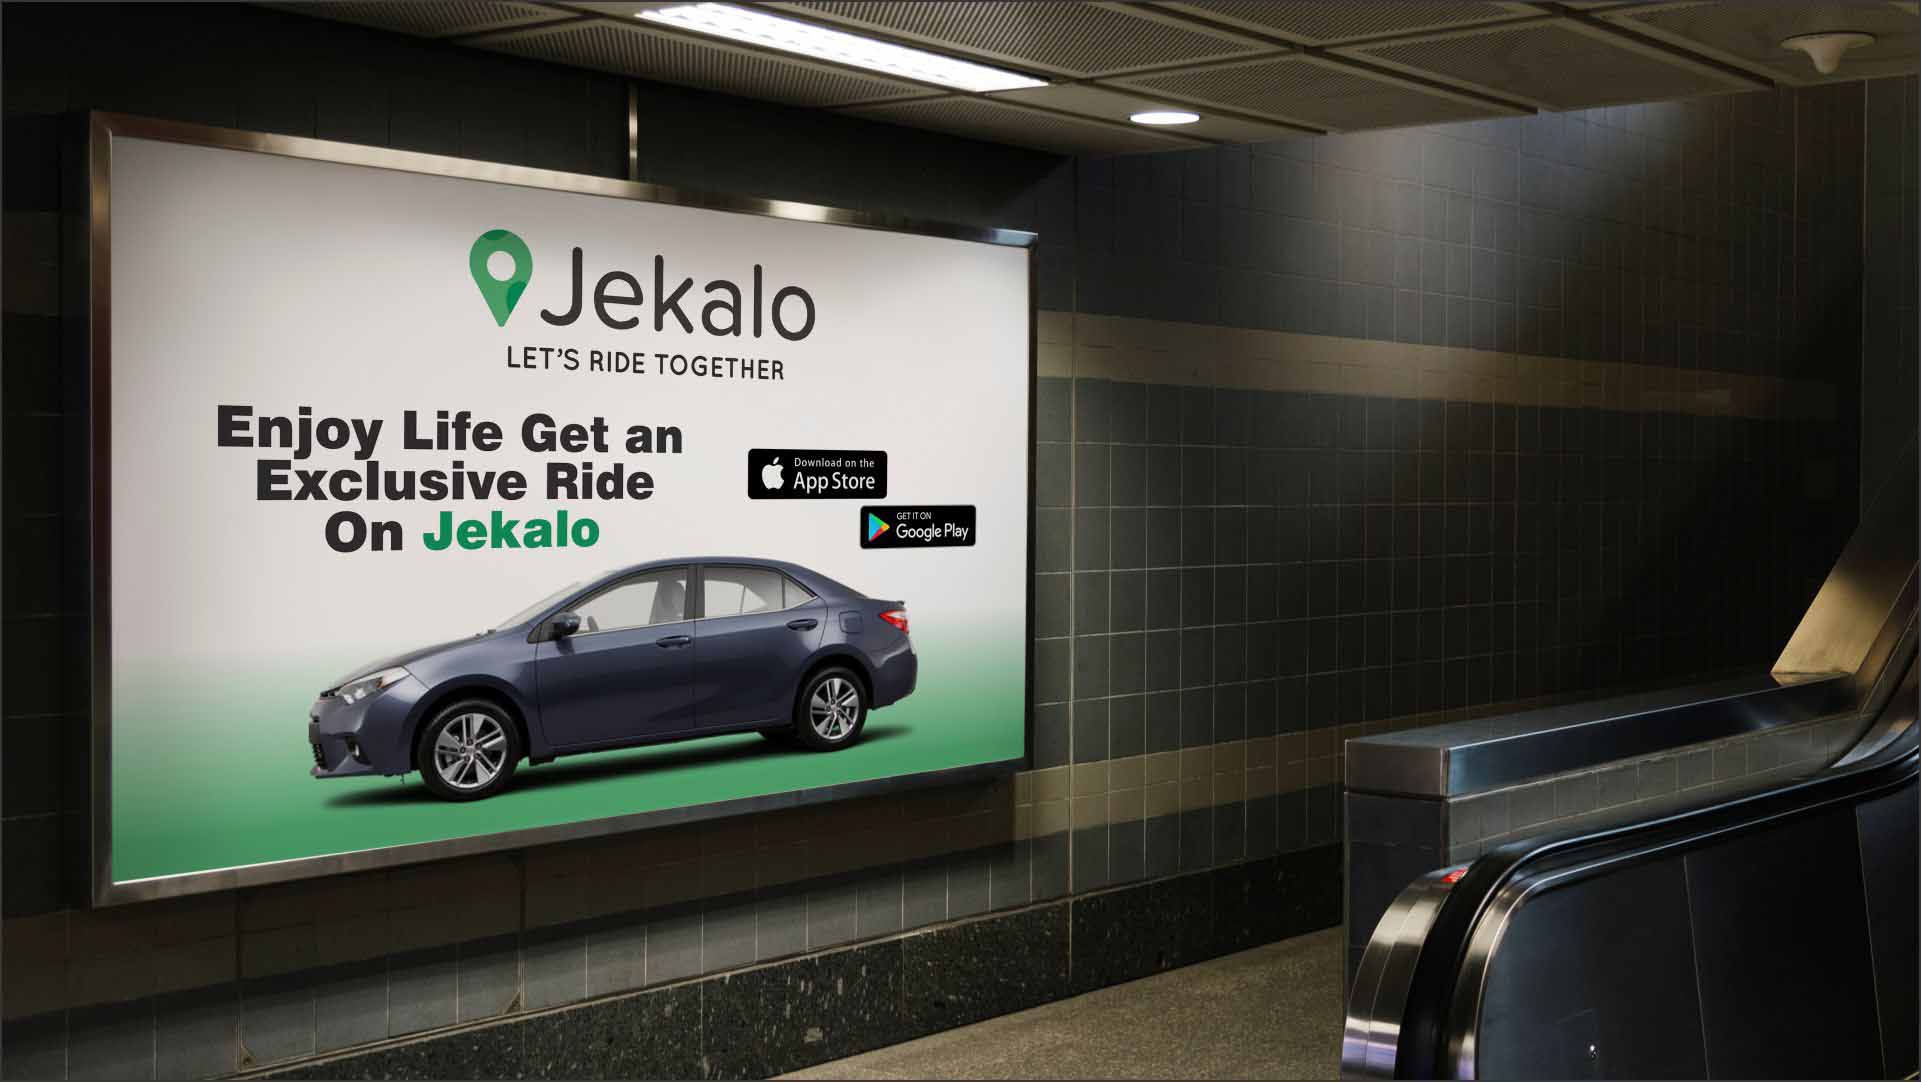 Jekalo
LET'S RIDE TOGETHER
Enjoy Life Get an
Exclusive Ride
On Jekalo
Download on the
App Store
GET IT ON
Google Play